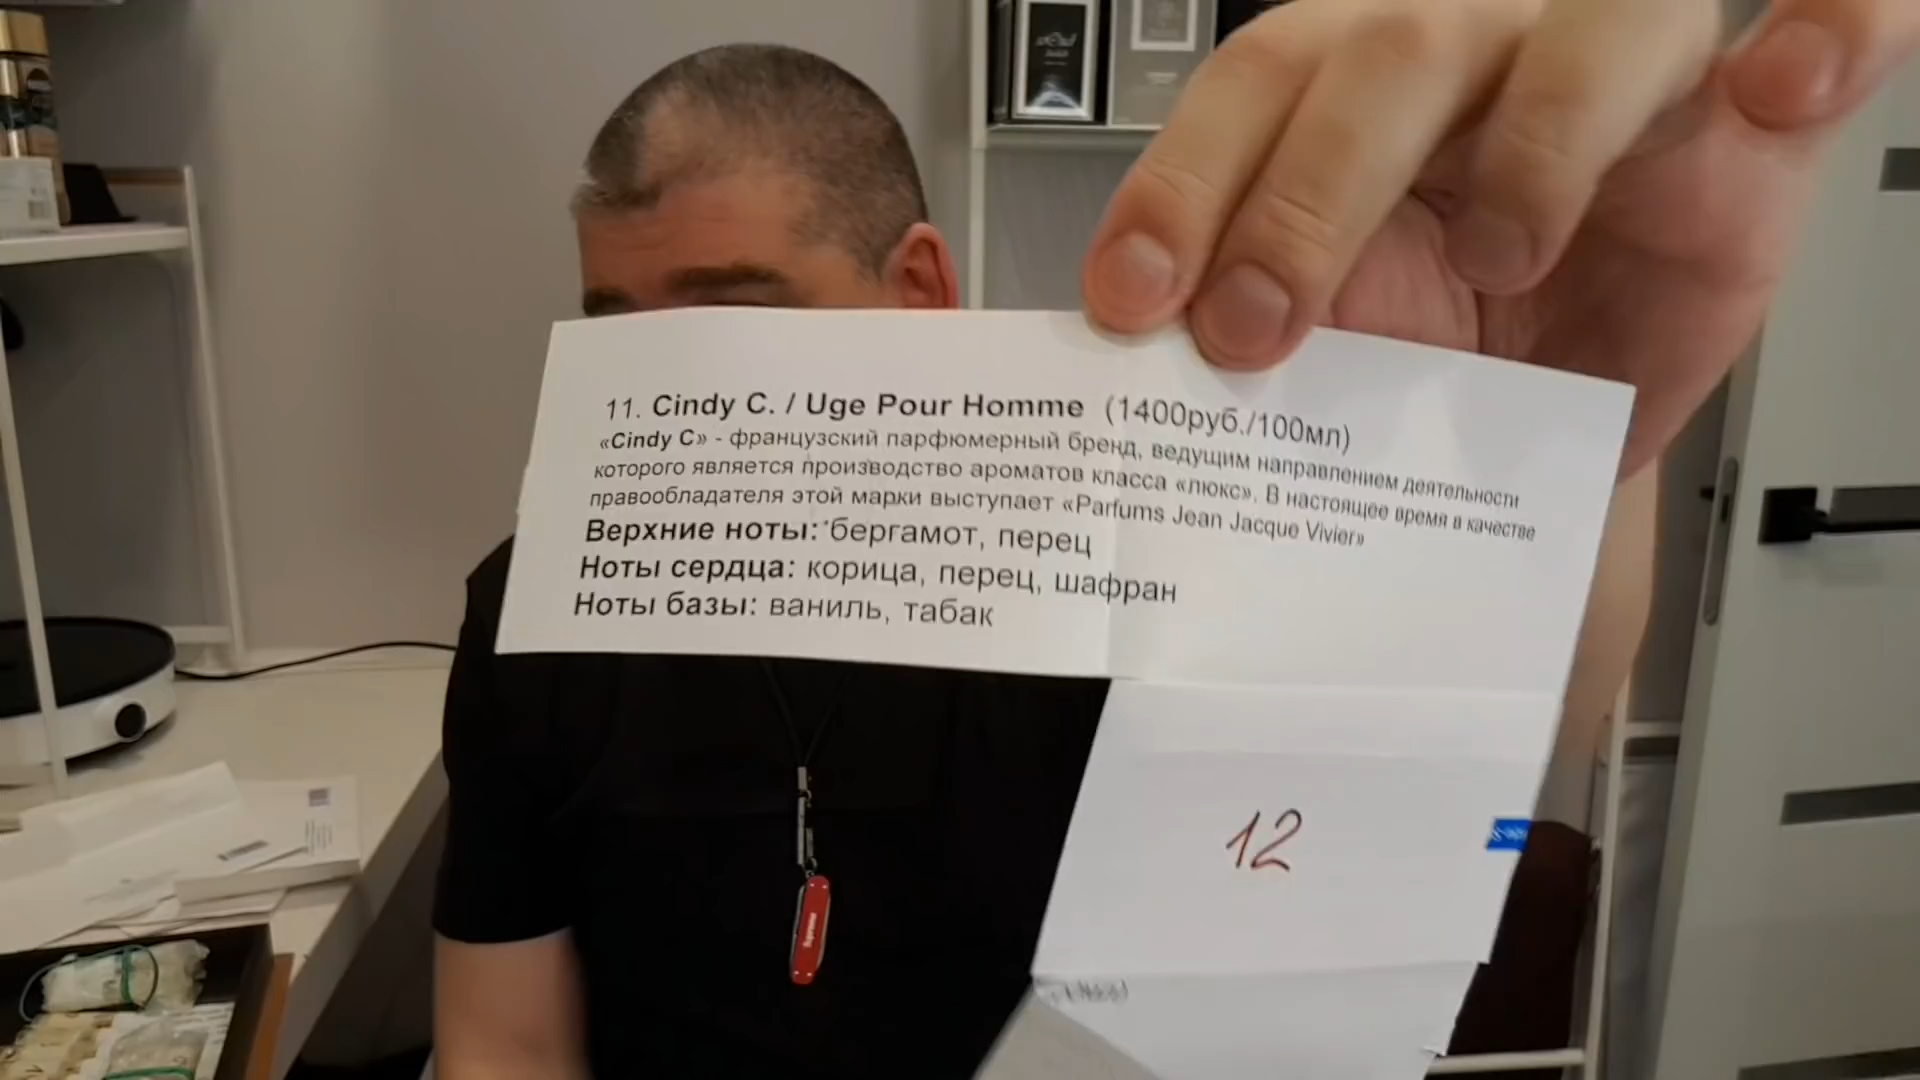 11. Cindy C. / Uge Pour Homme (1400руб./100мл)
«Cindy C» - французский парфюмерный бренд, ведущим направлением деятельности
которого является производство ароматов класса «люкс». В настоящее время в качестве
правообладателя этой марки выступает «Parfums Jean Jacque Vivier»
Верхние ноты: бергамот, перец
Ноты сердца: корица, перец, шафран
Ноты базы: ваниль, табак
12